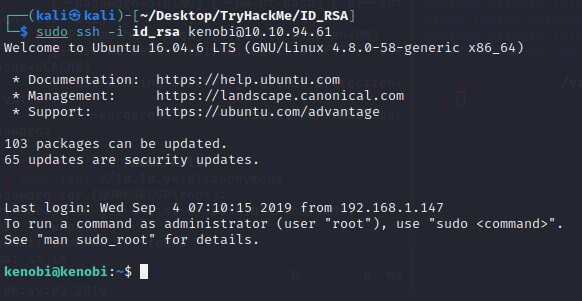 ┌──(kali㉿kali)-[~/Desktop/TryHackMe/ID_RSA]
└─$ sudo ssh -i id_rsa kenobi@10.10.94.61
Welcome to Ubuntu 16.04.6 LTS (GNU/Linux 4.8.0-58-generic x86_64)
* Documentation:  https://help.ubuntu.com
* Management:     https://landscape.canonical.com
* Support:        https://ubuntu.com/advantage
103 packages can be updated.
65 updates are security updates.
Last login: Wed Sep  4 07:10:15 2019 from 192.168.1.147
To run a command as administrator (user "root"), use "sudo <command>".
See "man sudo_root" for details.
kenobi@kenobi:~$